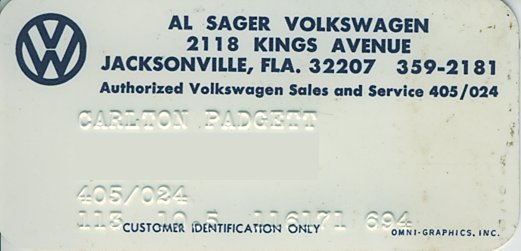 AL SAGER VOLKSWAGEN
2118 KINGS AVENUE
JACKSONVILLE, FLA. 32207 359-2181
Authorized Volkswagen Sales and Service 405/024
CARLTON PADGETT
405/024
113 10.5 116171 694
CUSTOMER IDENTIFICATION ONLY
OMNI-GRAPHICS, INC.